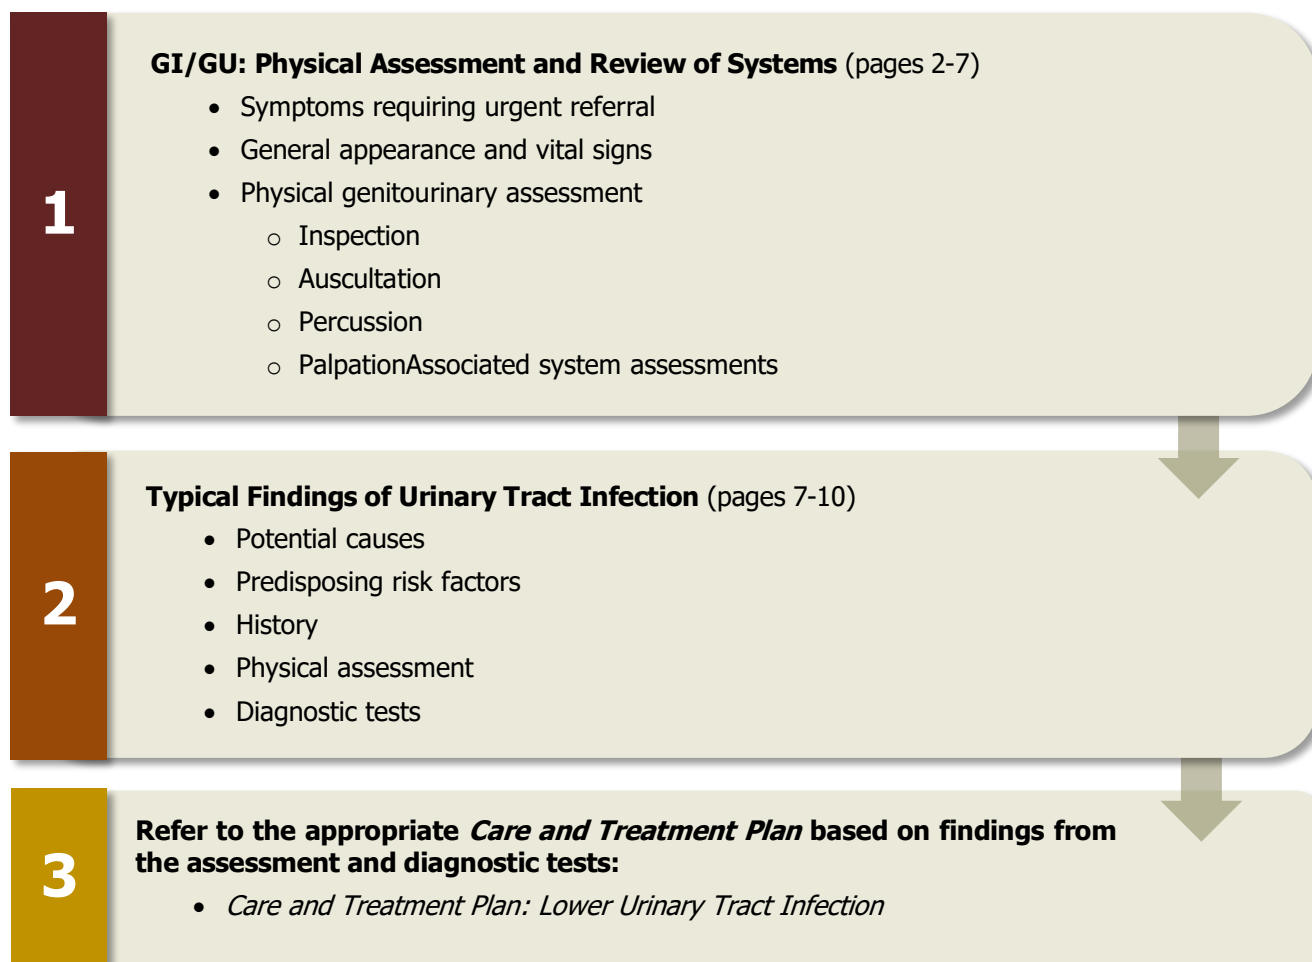 1
GI/GU: Physical Assessment and Review of Systems (pages 2-7)
• Symptoms requiring urgent referral
• General appearance and vital signs
• Physical genitourinary assessment
o Inspection
o Auscultation
o Percussion
o PalpationAssociated system assessments
2
Typical Findings of Urinary Tract Infection (pages 7-10)
• Potential causes
• Predisposing risk factors
• History
• Physical assessment
• Diagnostic tests
3
Refer to the appropriate Care and Treatment Plan based on findings from
the assessment and diagnostic tests:
• Care and Treatment Plan: Lower Urinary Tract Infection